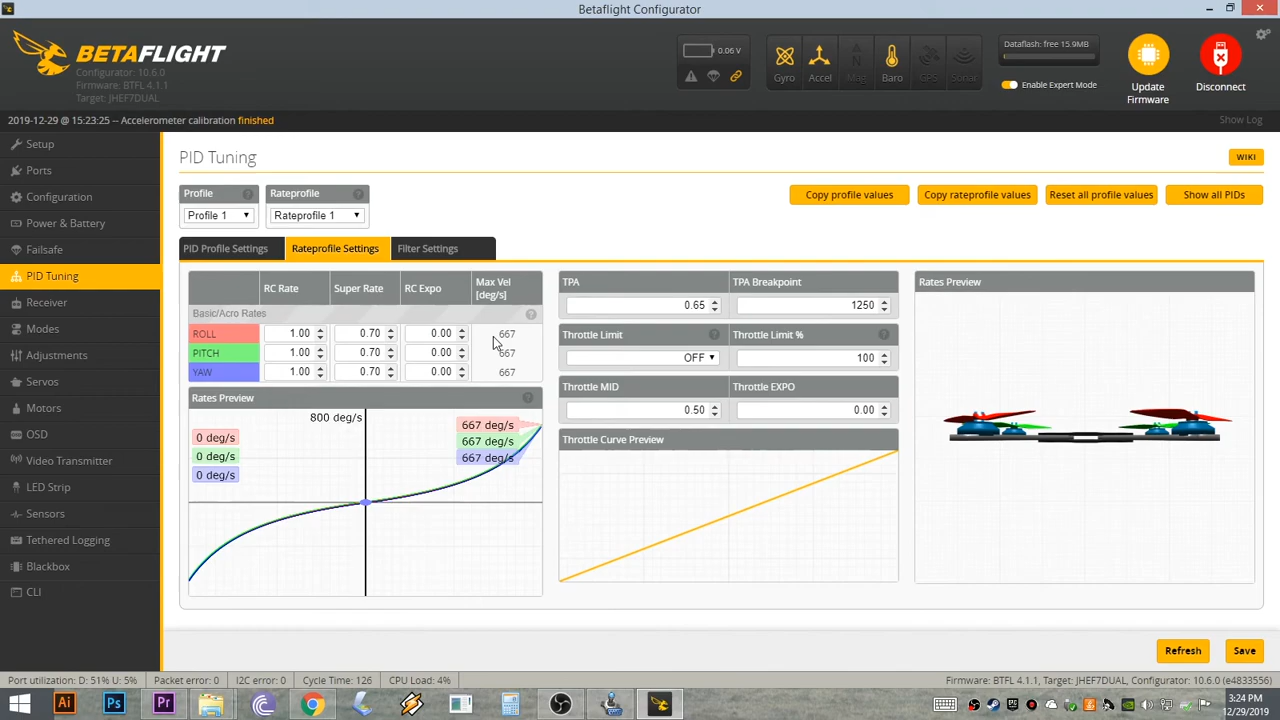 Betaflight Configurator
BETAFLIGHT
Configurator: 10.6.0
Firmware: BTFL 4.1.1
Target: JHEF7DUAL
0.06 V
Gyro
Accel
Mag
Baro
GPS
Sonar
Dataflash: free 15.9MB
Enable Expert Mode
Update
Firmware
Disconnect
2019-12-29 @ 15:23:25 -- Accelerometer calibration finished
Show Log
Setup
Ports
Configuration
Power & Battery
Failsafe
PID Tuning
Receiver
Modes
Adjustments
Servos
Motors
OSD
Video Transmitter
LED Strip
Sensors
Tethered Logging
Blackbox
CLI
PID Tuning
WIKI
Profile
Rateprofile
Profile 1
Rateprofile 1
Copy profile values
Copy rateprofile values
Reset all profile values
Show all PIDs
PID Profile Settings
Rateprofile Settings
Filter Settings
RC Rate
Super Rate
RC Expo
Max Vel
[deg/s]
Basic/Acro Rates
ROLL 1.00 0.70 0.00 667
PITCH 1.00 0.70 0.00 667
YAW 1.00 0.70 0.00 667
Rates Preview
800 deg/s
0 deg/s
0 deg/s
0 deg/s
667 deg/s
667 deg/s
667 deg/s
TPA
TPA Breakpoint
0.65
1250
Throttle Limit
Throttle Limit %
OFF
100
Throttle MID
Throttle EXPO
0.50
0.00
Throttle Curve Preview
Rates Preview
Refresh
Save
Port utilization: D: 51% U: 5%
Packet error: 0
I2C error: 0
Cycle Time: 126
CPU Load: 4%
Firmware: BTFL 4.1.1, Target: JHEF7DUAL, Configurator: 10.6.0 (e4833556)
Ai
Ps
Pr
3:24 PM
12/29/2019